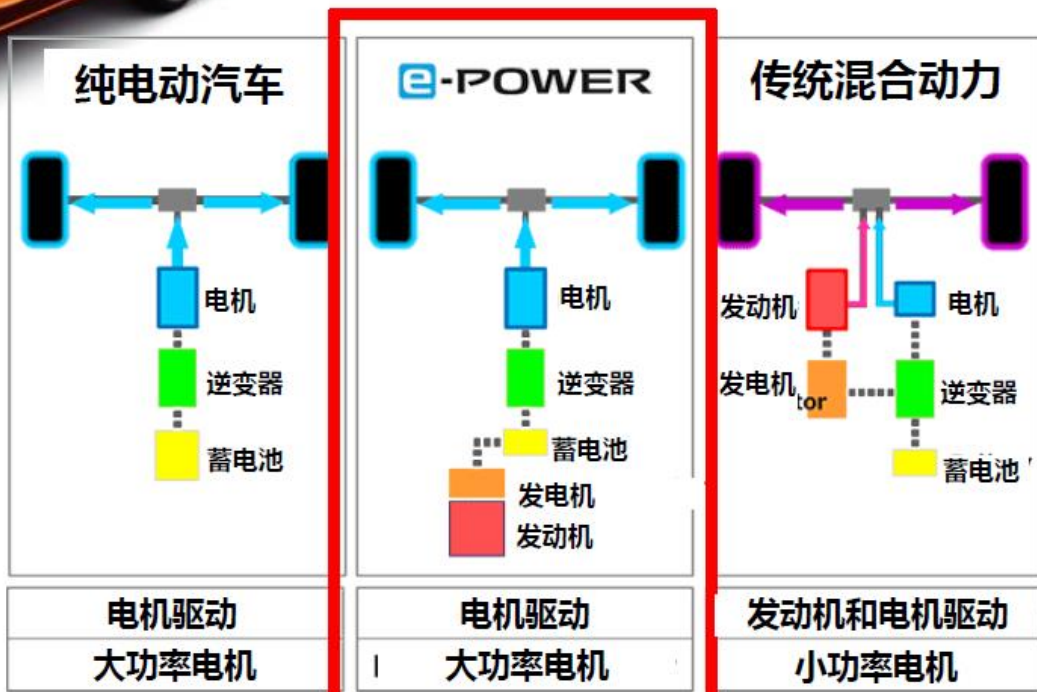 纯电动汽车
电机
逆变器
蓄电池
电机驱动
大功率电机
e-POWER
电机
逆变器
蓄电池
发电机
发动机
电机驱动
大功率电机
传统混合动力
发动机
电机
发电机
tor
逆变器
蓄电池
发动机和电机驱动
小功率电机